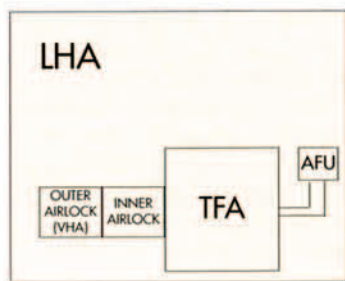 LHA
OUTER
AIRLOCK
(VHA)
INNER
AIRLOCK
TFA
AFU